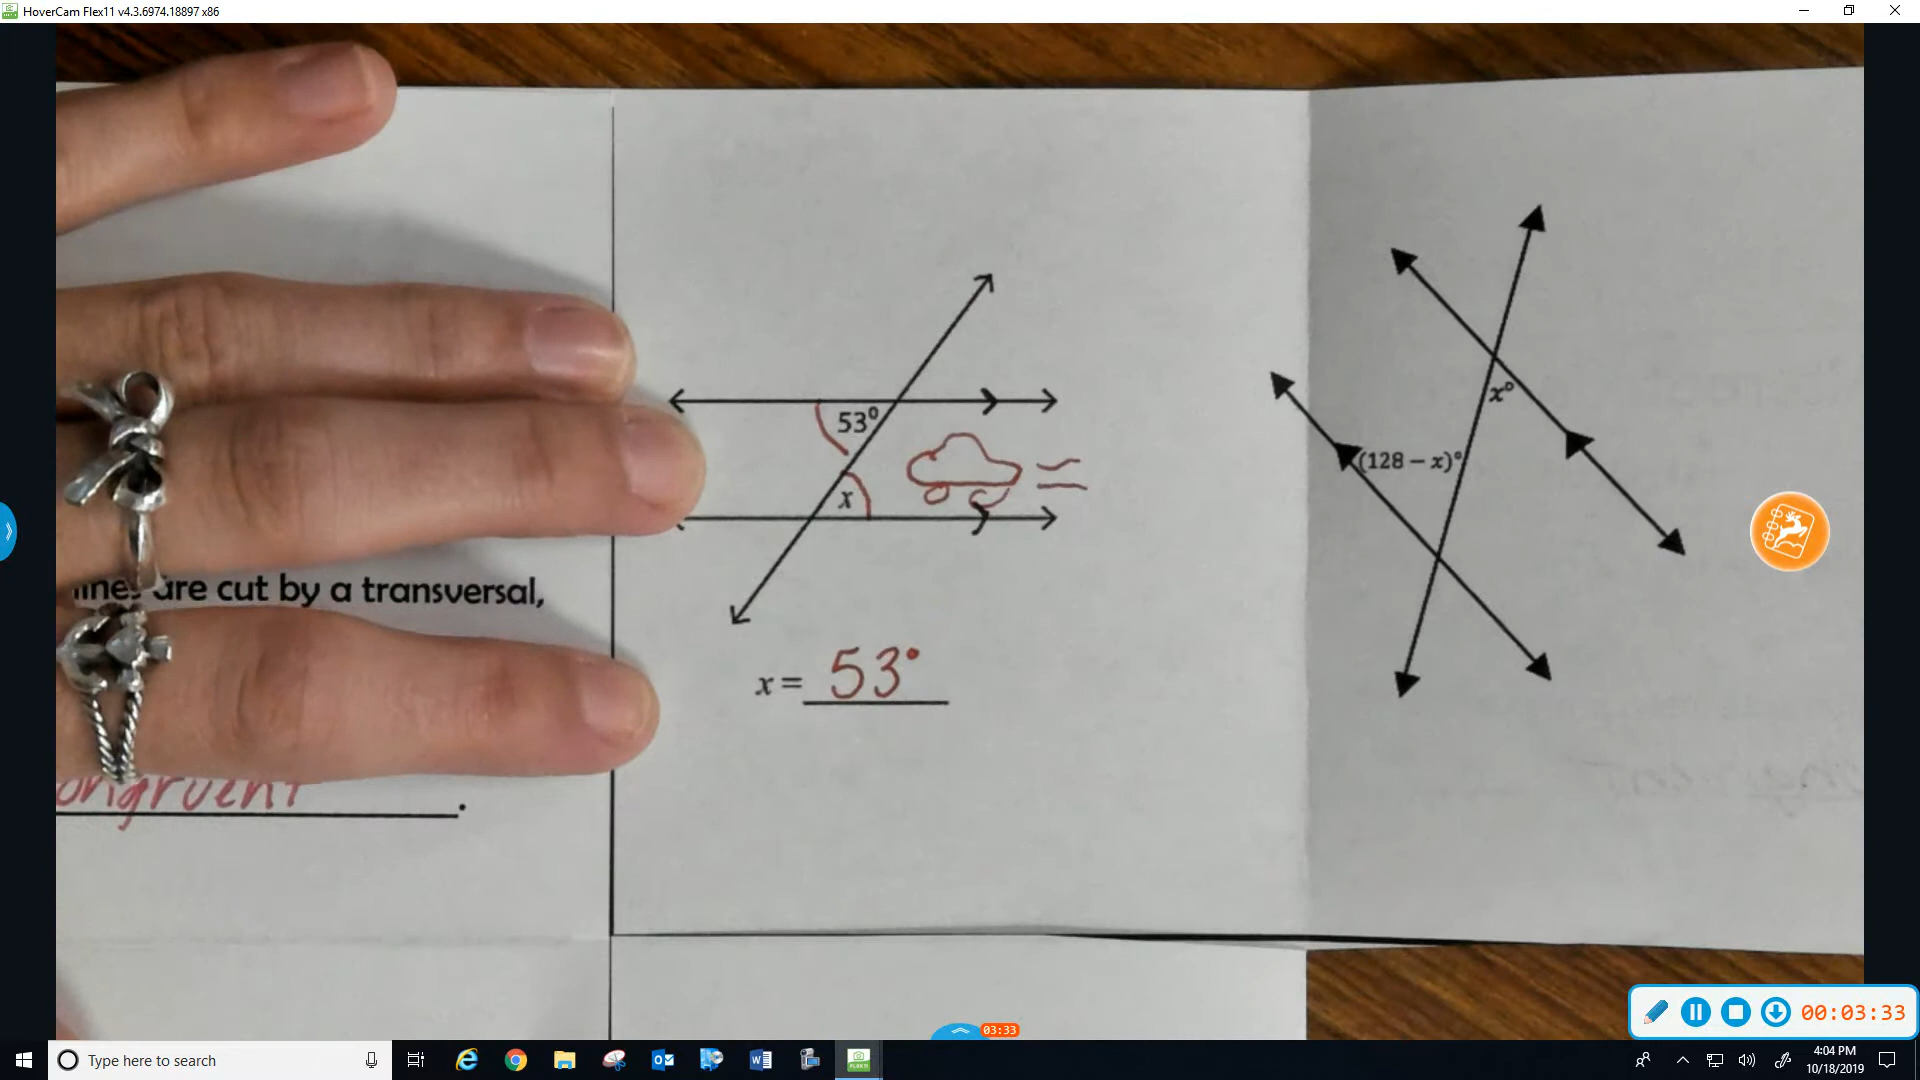 HoverCam Flex11 v4.3.6974.18897 x86
53°
x
are cut by a transversal,
x = 53°
x°
(128 – x)°
03:33
00:03:33
Type here to search
4:04 PM
10/18/2019